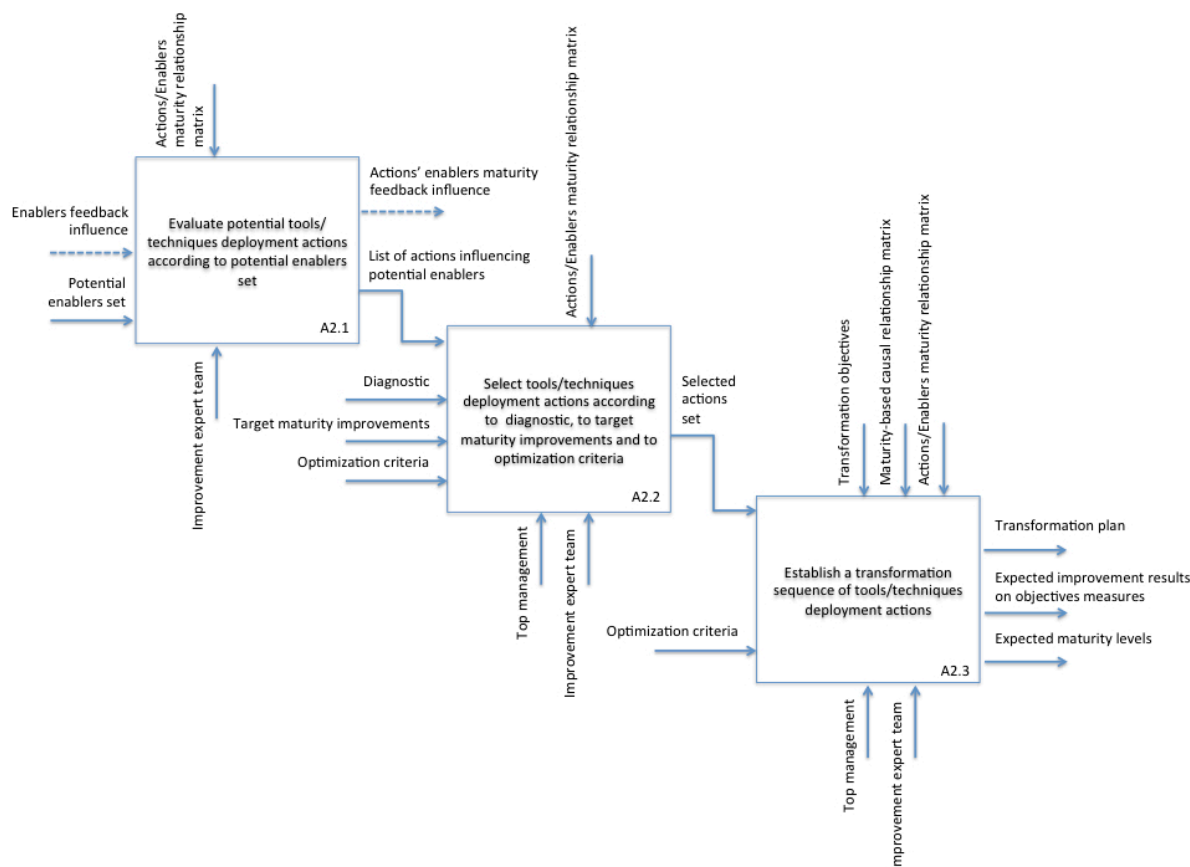 Actions/Enablers
maturity relationship
matrix
Enablers feedback
influence
Potential
enablers set
Evaluate potential tools/
techniques deployment actions
according to potential enablers
set
A2.1
Improvement expert team
Actions’ enablers maturity
feedback influence
List of actions influencing
potential enablers
Actions/Enablers maturity relationship matrix
Diagnostic
Target maturity improvements
Optimization criteria
Select tools/techniques
deployment actions according
to diagnostic, to target
maturity improvements and to
optimization criteria
A2.2
Top management
Improvement expert team
Selected
actions
set
Transformation objectives
Maturity-based causal relationship matrix
Actions/Enablers maturity relationship matrix
Optimization criteria
Establish a transformation
sequence of tools/techniques
deployment actions
A2.3
Top management
mprovement expert team
Transformation plan
Expected improvement results
on objectives measures
Expected maturity levels